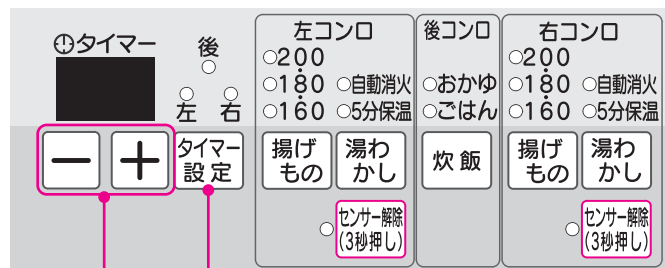 タイマー
後
左 右
タイマー設定
左コンロ
200
180 自動消火
160 5分保温
揚げもの
湯わかし
センサー解除
(3秒押し)
後コンロ
おかゆ
ごはん
炊飯
右コンロ
200
180 自動消火
160 5分保温
揚げもの
湯わかし
センサー解除
(3秒押し)